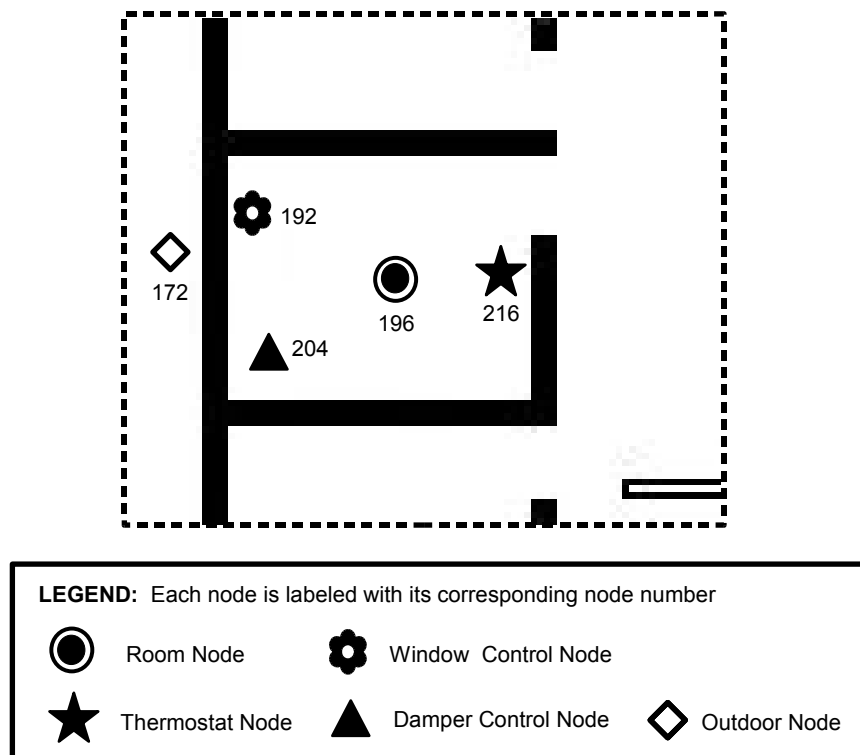 192
172
196
216
204
LEGEND: Each node is labeled with its corresponding node number
Room Node
Window Control Node
Thermostat Node
Damper Control Node
Outdoor Node